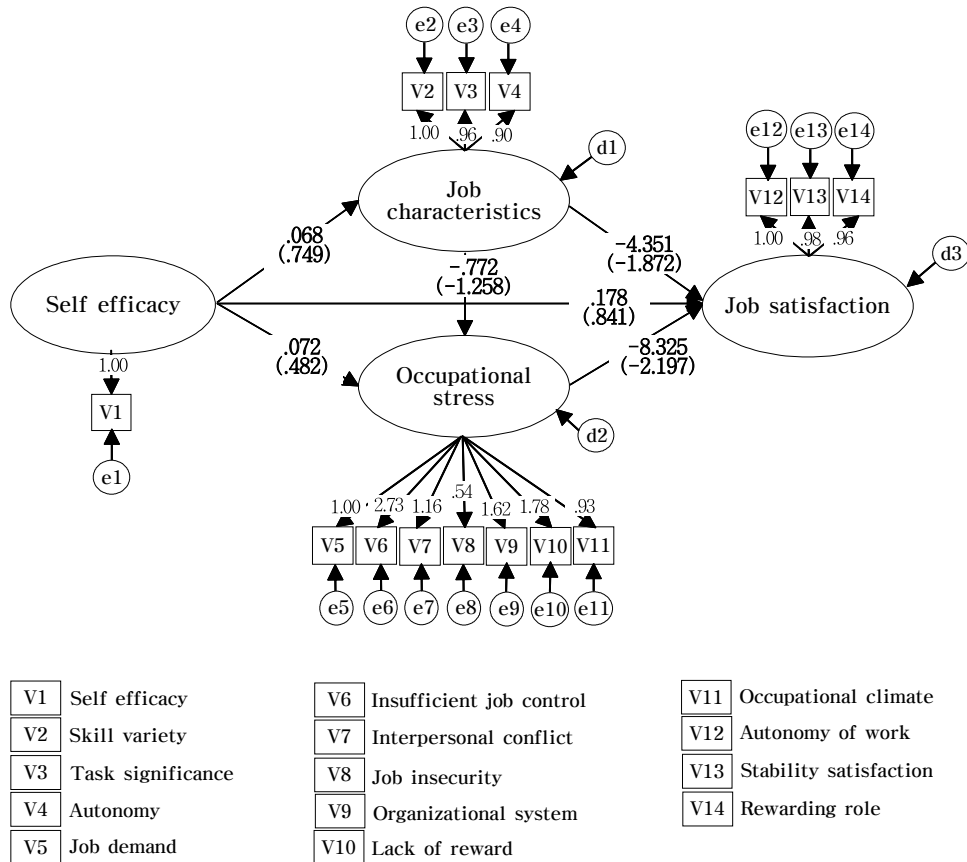 e2 e3 e4
V2 V3 V4
1.00 .96 .90
d1
Job
characteristics
e12 e13 e14
V12 V13 V14
1.00 .98 .96
d3
.068
(.749)
-4.351
(-1.872)
-.772
(-1.258)
Self efficacy
.178
(.841)
Job satisfaction
.072
(.482)
-8.325
(-2.197)
1.00
V1
e1
Occupational
stress
d2
1.00 2.73 1.16 .54 1.62 1.78 .93
V5 V6 V7 V8 V9 V10 V11
e5 e6 e7 e8 e9 e10 e11
V1 Self efficacy
V2 Skill variety
V3 Task significance
V4 Autonomy
V5 Job demand
V6 Insufficient job control
V7 Interpersonal conflict
V8 Job insecurity
V9 Organizational system
V10 Lack of reward
V11 Occupational climate
V12 Autonomy of work
V13 Stability satisfaction
V14 Rewarding role